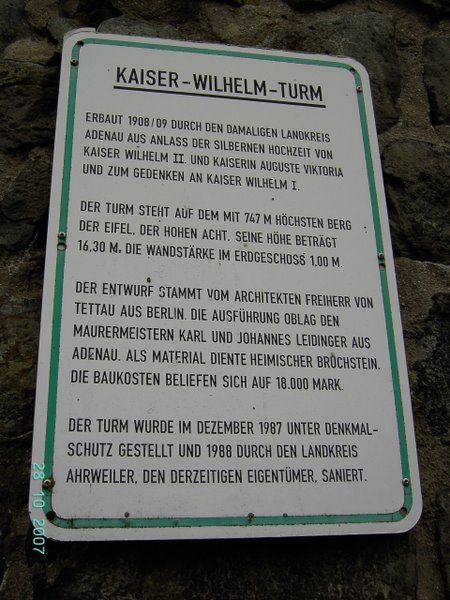 KAISER-WILHELM-TURM
ERBAUT 1908/09 DURCH DEN DAMALIGEN LANDKREIS
ADENAU AUS ANLASS DER SILBERNEN HOCHZEIT VON
KAISER WILHELM II. UND KAISERIN AUGUSTE VIKTORIA
UND ZUM GEDENKEN AN KAISER WILHELM I.
DER TURM STEHT AUF DEM MIT 747 M HÖCHSTEN BERG
DER EIFEL, DER HOHEN ACHT. SEINE HÖHE BETRÄGT
16,30 M. DIE WANDSTÄRKE IM ERDGESCHOSS 1,00 M.
DER ENTWURF STAMMT VOM ARCHITEKTEN FREIHERR VON
TETTAU AUS BERLIN. DIE AUSFÜHRUNG OBLAG DEN
MAURERMEISTERN KARL UND JOHANNES LEIDINGER AUS
ADENAU. ALS MATERIAL DIENTE HEIMISCHER BRUCHSTEIN.
DIE BAUKOSTEN BELIEFEN SICH AUF 18.000 MARK.
DER TURM WURDE IM DEZEMBER 1987 UNTER DENKMAL-
SCHUTZ GESTELLT UND 1988 DURCH DEN LANDKREIS
AHRWEILER, DEN DERZEITIGEN EIGENTÜMER, SANIERT.
28 10 2007